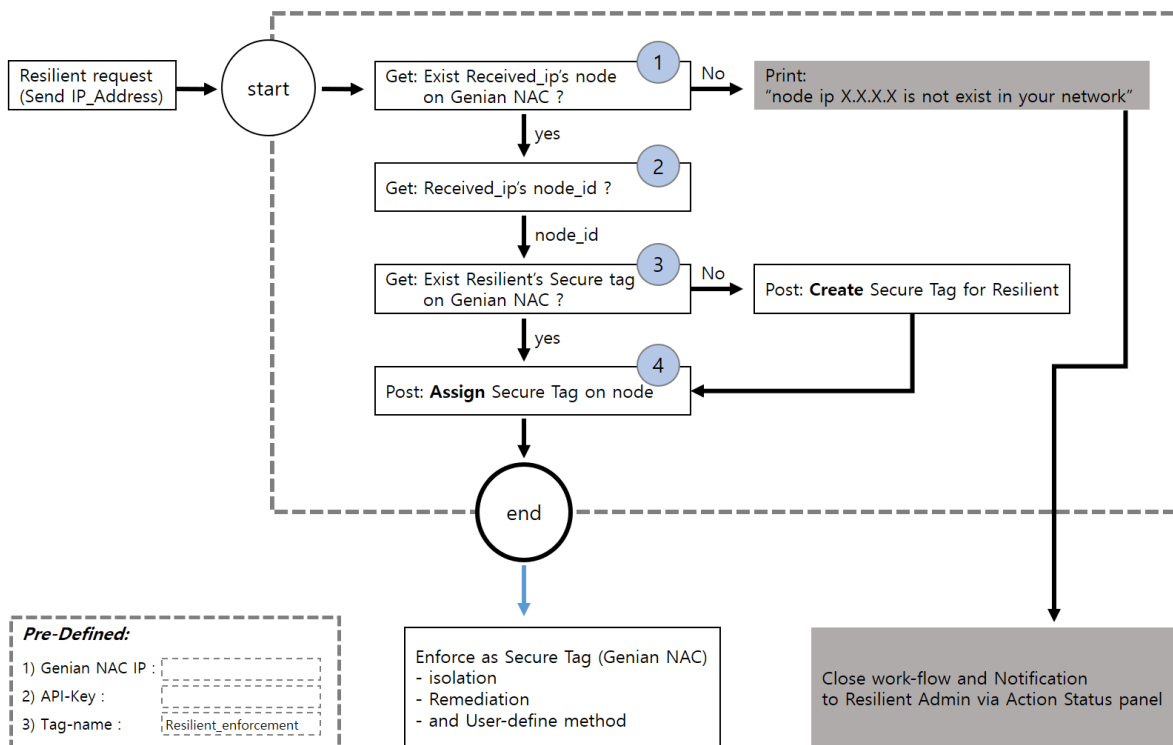 Resilient request
(Send IP_Address)
start
Get: Exist Received_ip's node
on Genian NAC ?
1
No
Print:
“node ip X.X.X.X is not exist in your network”
yes
Get: Received_ip's node_id ?
2
node_id
Get: Exist Resilient's Secure tag
on Genian NAC ?
3
No
Post: Create Secure Tag for Resilient
yes
Post: Assign Secure Tag on node
4
end
Pre-Defined:
1) Genian NAC IP :
2) API-Key :
3) Tag-name : Resilient_enforcement
Enforce as Secure Tag (Genian NAC)
- isolation
- Remediation
- and User-define method
Close work-flow and Notification
to Resilient Admin via Action Status panel